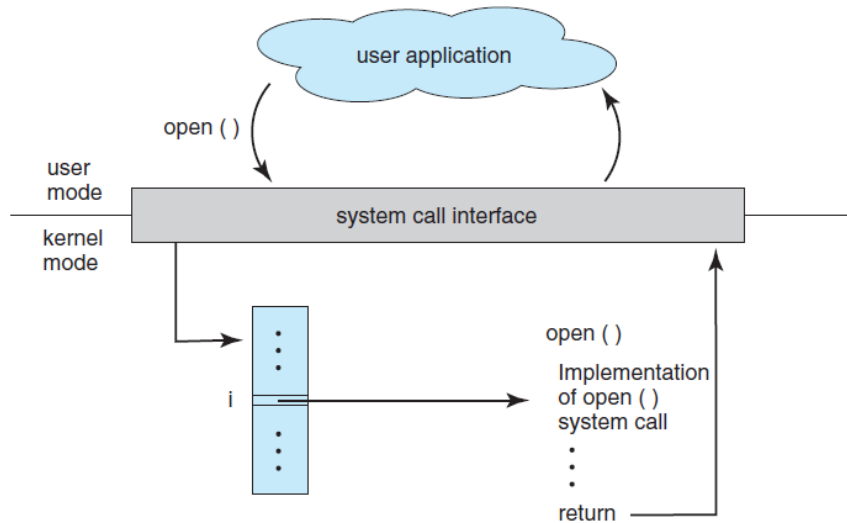 user application
open ( )
user
mode
system call interface
kernel
mode
open ( )
i
Implementation
of open ( )
system call
return